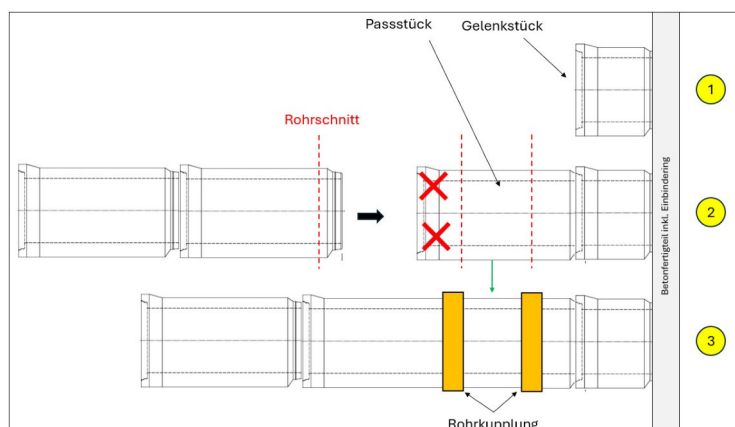 Passstück
Gelenkstück
1
Rohrschnitt
Betonfertigteil inkl. Einbindering
2
3
Rohrkupplung